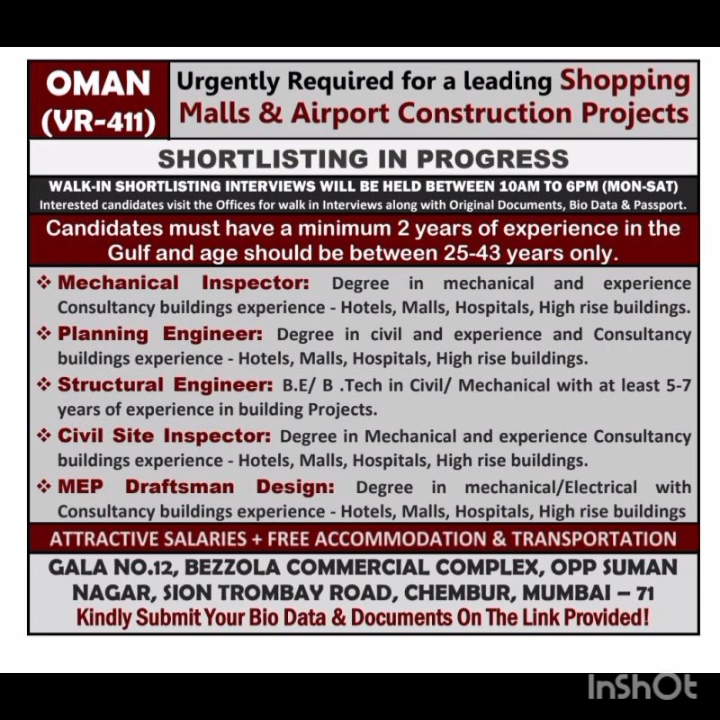 OMAN
(VR-411)
Urgently Required for a leading Shopping
Malls & Airport Construction Projects
SHORTLISTING IN PROGRESS
WALK-IN SHORTLISTING INTERVIEWS WILL BE HELD BETWEEN 10AM TO 6PM (MON-SAT)
Interested candidates visit the Offices for walk in Interviews along with Original Documents, Bio Data & Passport.
Candidates must have a minimum 2 years of experience in the
Gulf and age should be between 25-43 years only.
❖ Mechanical Inspector: Degree in mechanical and experience
Consultancy buildings experience - Hotels, Malls, Hospitals, High rise buildings.
❖ Planning Engineer: Degree in civil and experience and Consultancy
buildings experience - Hotels, Malls, Hospitals, High rise buildings.
❖ Structural Engineer: B.E/ B .Tech in Civil/ Mechanical with at least 5-7
years of experience in building Projects.
❖ Civil Site Inspector: Degree in Mechanical and experience Consultancy
buildings experience - Hotels, Malls, Hospitals, High rise buildings.
❖ MEP Draftsman Design: Degree in mechanical/Electrical with
Consultancy buildings experience - Hotels, Malls, Hospitals, High rise buildings
ATTRACTIVE SALARIES + FREE ACCOMMODATION & TRANSPORTATION
GALA NO.12, BEZZOLA COMMERCIAL COMPLEX, OPP SUMAN
NAGAR, SION TROMBAY ROAD, CHEMBUR, MUMBAI – 71
Kindly Submit Your Bio Data & Documents On The Link Provided!
InShOt